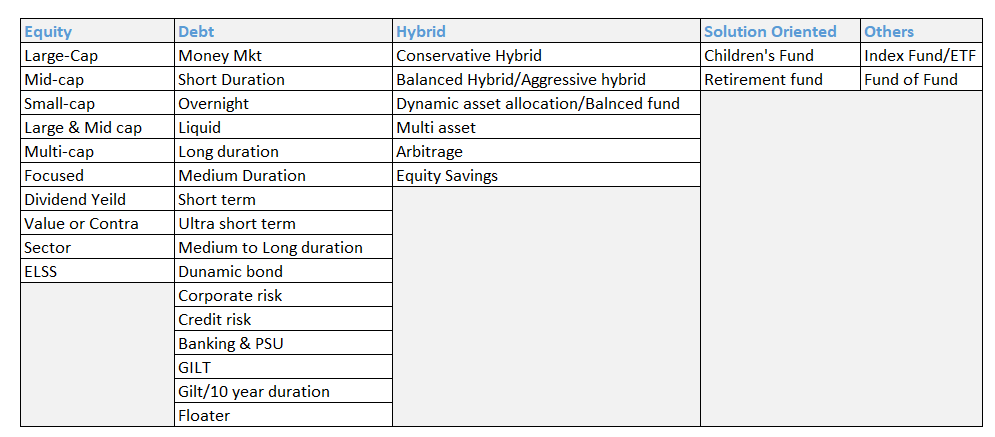 Equity Debt Hybrid Solution Oriented Others
Large-Cap Money Mkt Conservative Hybrid Children's Fund Index Fund/ETF
Mid-cap Short Duration Balanced Hybrid/Aggressive hybrid Retirement fund Fund of Fund
Small-cap Overnight Dynamic asset allocation/Balnced fund
Large & Mid cap Liquid Multi asset
Multi-cap Long duration Arbitrage
Focused Medium Duration Equity Savings
Dividend Yeild Short term
Value or Contra Ultra short term
Sector Medium to Long duration
ELSS Dunamic bond
Corporate risk
Credit risk
Banking & PSU
GILT
Gilt/10 year duration
Floater